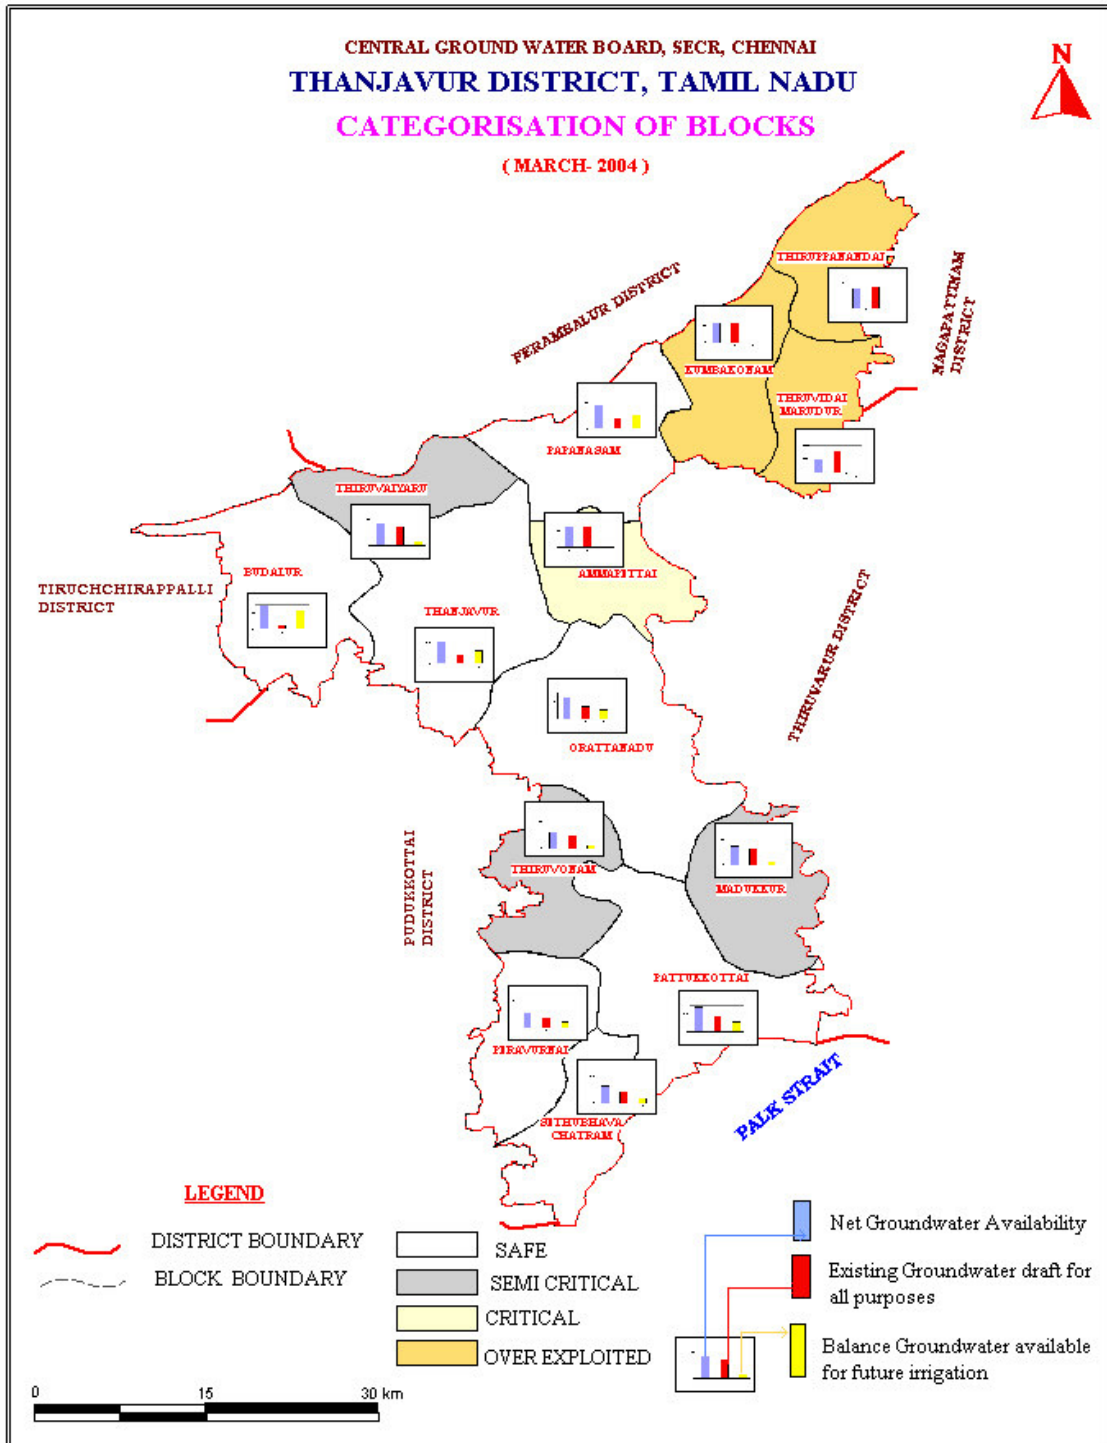 CENTRAL GROUND WATER BOARD, SECR, CHENNAI
THANJAVUR DISTRICT, TAMIL NADU
CATEGORISATION OF BLOCKS
( MARCH- 2004 )
N
THIRUPPANANDAI
PERAMBALUR DISTRICT
NAGAPATTINAM
DISTRICT
KUMBAKONAM
THIRUVIDAI
MARUDUR
PAPANASAM
THIRUVAIYARU
BUDALUR
AMMAPETTAI
TIRUCHCHIRAPPALLI
DISTRICT
THANJAVUR
THIRUVARUR DISTRICT
ORATTANADU
PUDUKKOTTAI
DISTRICT
THIRUVONAM
MADUKKUR
PATTUKKOTTAI
PERAVURNAI
SETHUBHAVA
CHATRAM
PALK STRAIT
LEGEND
DISTRICT BOUNDARY
BLOCK BOUNDARY
SAFE
SEMI CRITICAL
CRITICAL
OVER EXPLOITED
Net Groundwater Availability
Existing Groundwater draft for
all purposes
Balance Groundwater available
for future irrigation
0 15 30 km